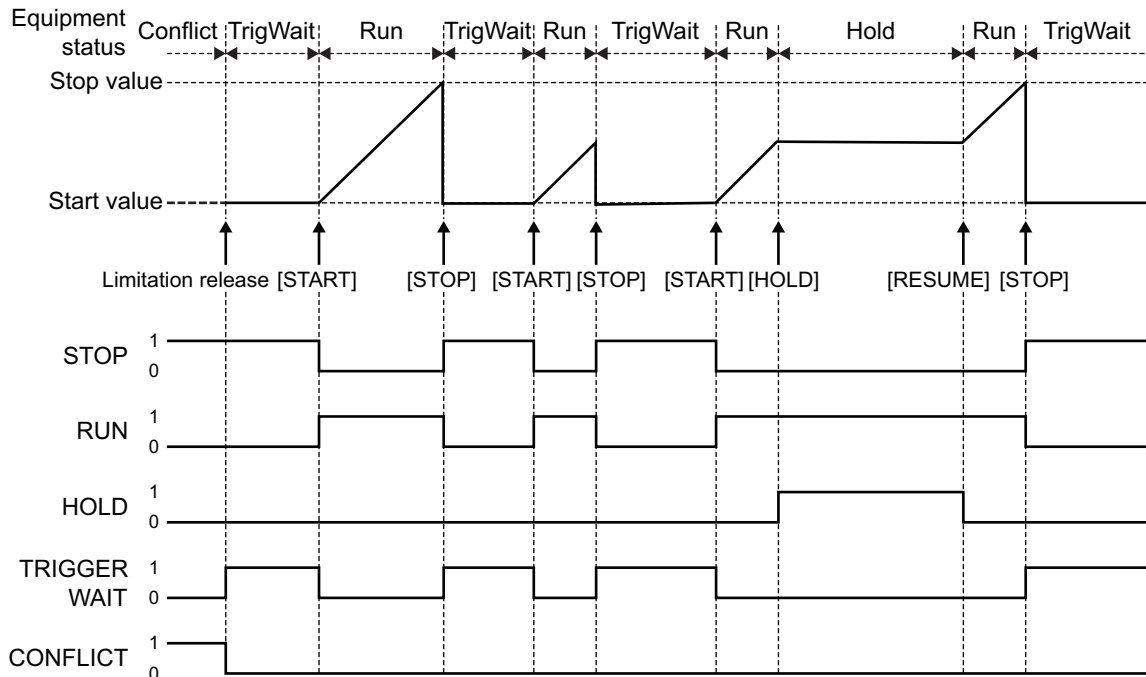 Equipment
status
Conflict TrigWait Run TrigWait Run TrigWait Run Hold Run TrigWait
Stop value
Start value
Limitation release [START] [STOP] [START] [STOP] [START] [HOLD] [RESUME] [STOP]
STOP
1
0
RUN
1
0
HOLD
1
0
TRIGGER
WAIT
1
0
CONFLICT
1
0